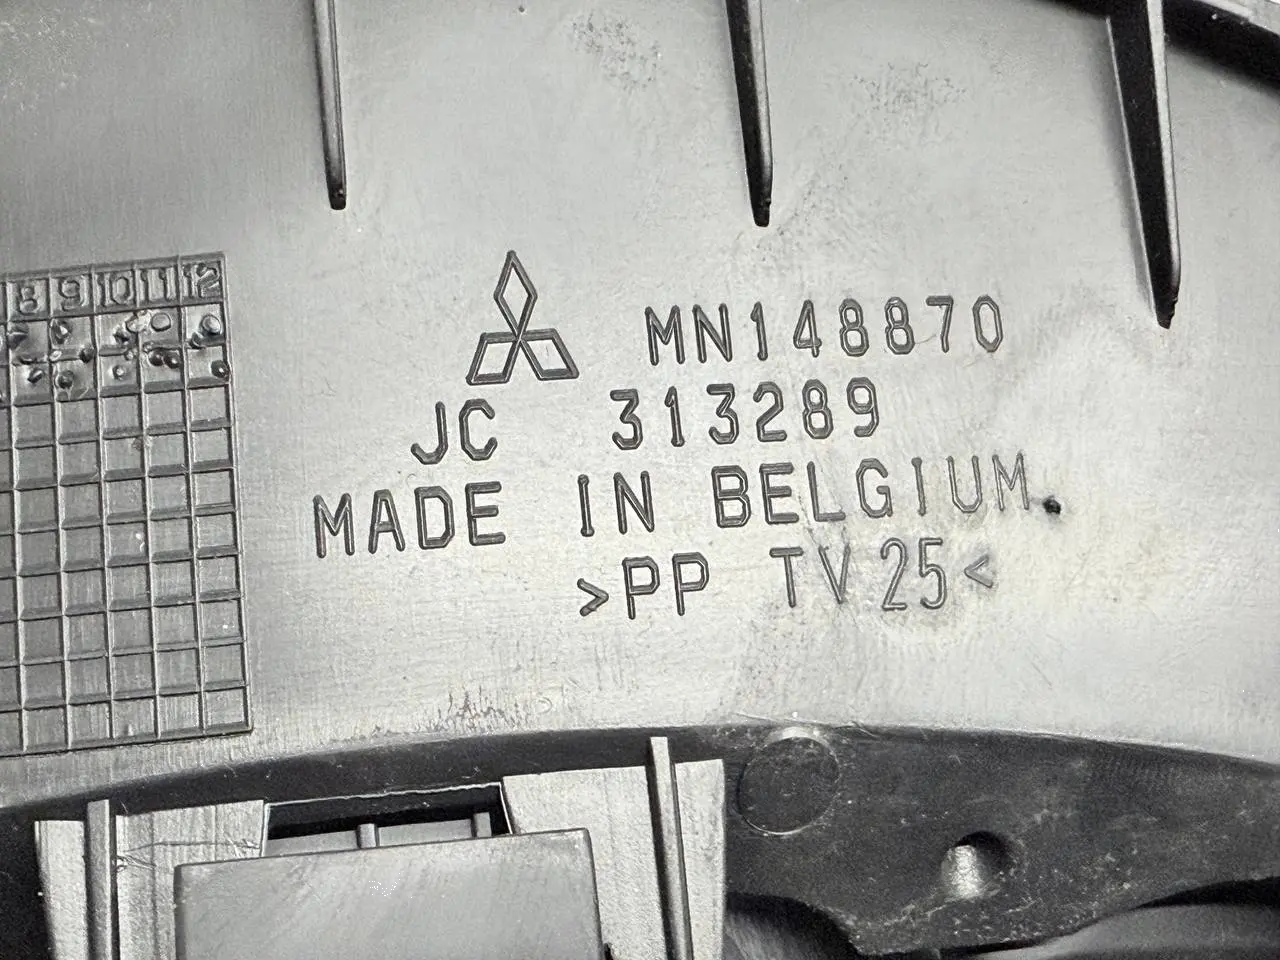 8 9 10 11 12
MN148870
JC 313289
MADE IN BELGIUM.
>PP TV25<